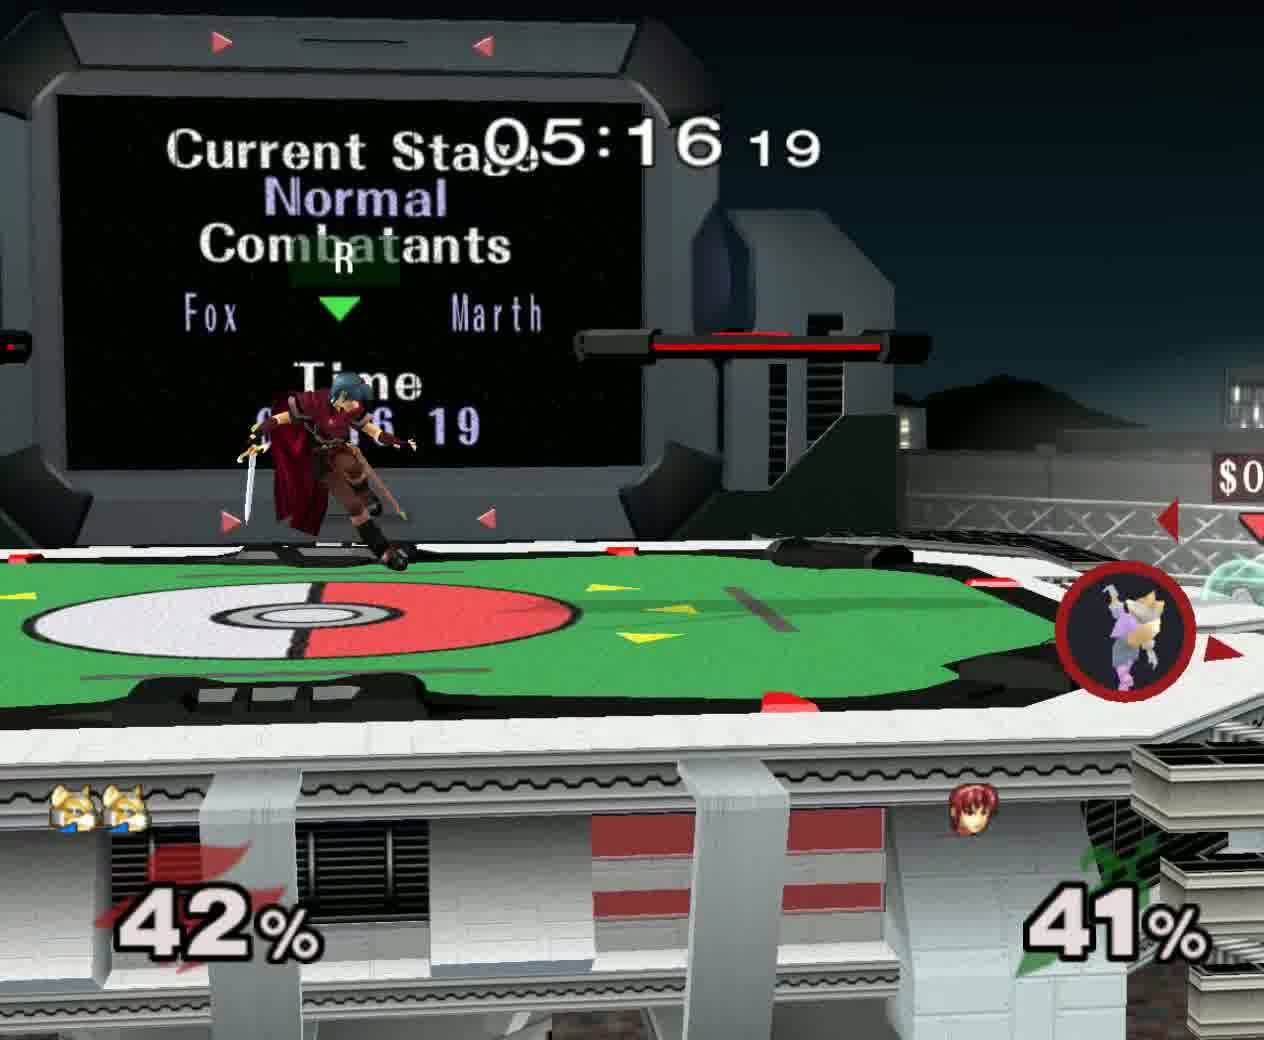 Current Stage
05:16 19
Normal
Combatants
R
Fox Marth
Time
19
$0
42%
41%